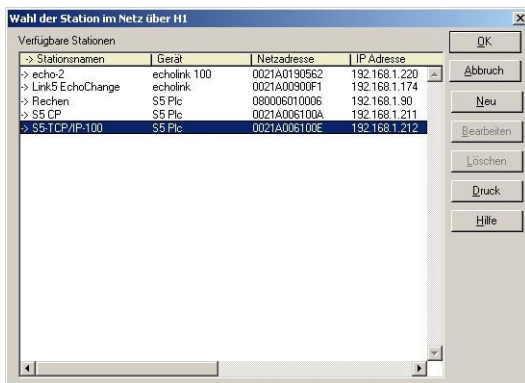 Wahl der Station im Netz über H1
Verfügbare Stationen
-> Stationsnamen Gerät Netzadresse IP Adresse
-> echo-2 echolink 100 0021A0190562 192.168.1.220
-> Link5 EchoChange echolink 0021A00900F1 192.168.1.174
-> Rechen S5 Plc 080006010006 192.168.1.90
-> S5 CP S5 Plc 0021A006100A 192.168.1.211
-> S5-TCP/IP-100 S5 Plc 0021A006100E 192.168.1.212
OK
Abbruch
Neu
Bearbeiten
Löschen
Druck
Hilfe